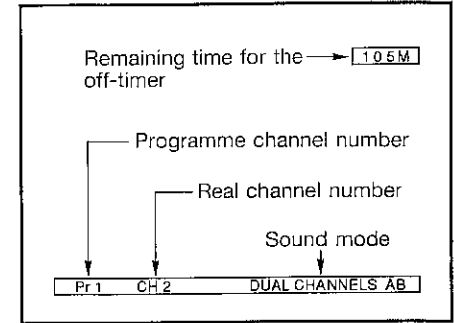 Remaining time for the 105M
off-timer
Programme channel number
Real channel number
Sound mode
Pr 1 CH 2 DUAL CHANNELS AB